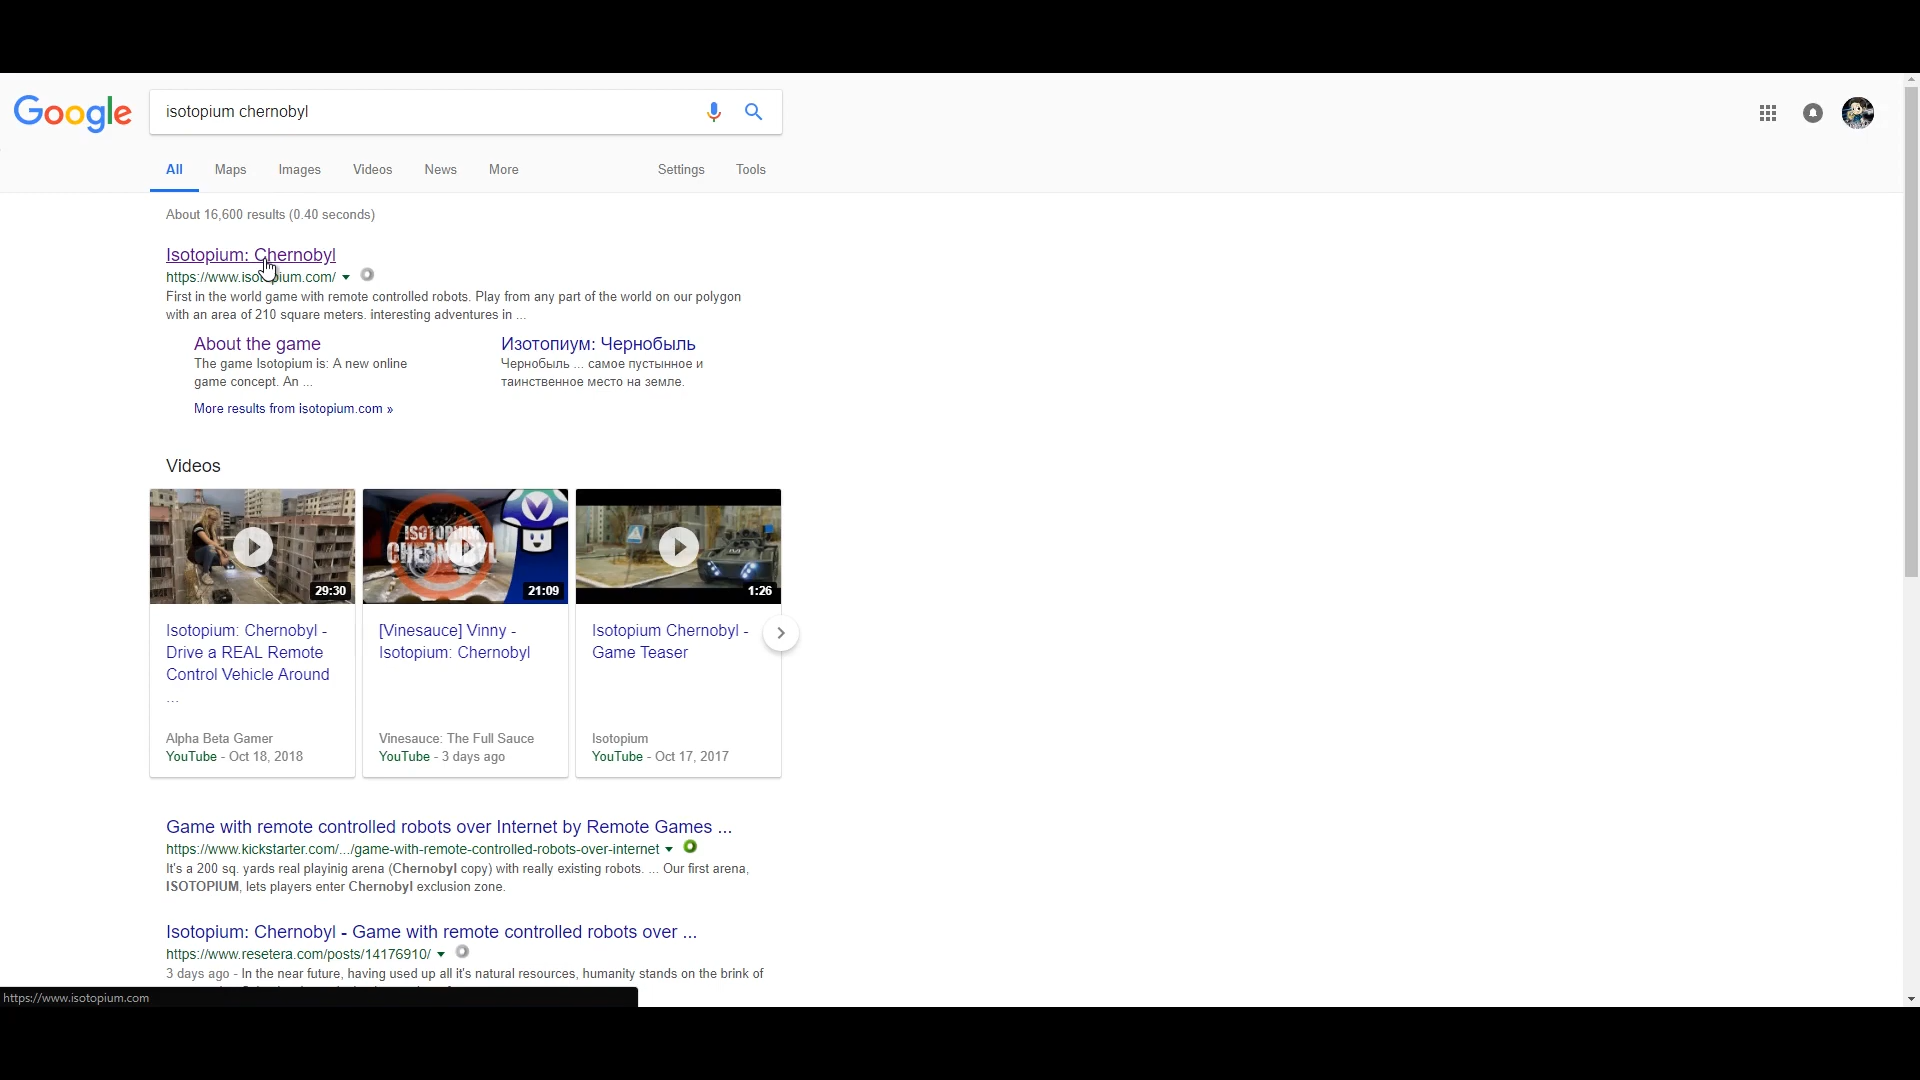 Google
isotopium chernobyl
All
Maps
Images
Videos
News
More
Settings
Tools
About 16,600 results (0.40 seconds)
Isotopium: Chernobyl
https://www.isotopium.com/
First in the world game with remote controlled robots. Play from any part of the world on our polygon
with an area of 210 square meters. interesting adventures in ...
About the game
The game Isotopium is: A new online
game concept. An ...
Изотопиум: Чернобыль
Чернобыль ... самое пустынное и
таинственное место на земле.
More results from isotopium.com »
Videos
29:30
ISOTOPIUM
CHERNOBYL
21:09
1:26
Isotopium: Chernobyl -
Drive a REAL Remote
Control Vehicle Around
...
Alpha Beta Gamer
YouTube - Oct 18, 2018
[Vinesauce] Vinny -
Isotopium: Chernobyl
Vinesauce: The Full Sauce
YouTube - 3 days ago
Isotopium Chernobyl -
Game Teaser
Isotopium
YouTube - Oct 17, 2017
Game with remote controlled robots over Internet by Remote Games ...
https://www.kickstarter.com/.../game-with-remote-controlled-robots-over-internet
It's a 200 sq. yards real playinig arena (Chernobyl copy) with really existing robots. ... Our first arena,
ISOTOPIUM, lets players enter Chernobyl exclusion zone.
Isotopium: Chernobyl - Game with remote controlled robots over ...
https://www.resetera.com/posts/14176910/
3 days ago - In the near future, having used up all it's natural resources, humanity stands on the brink of
https://www.isotopium.com